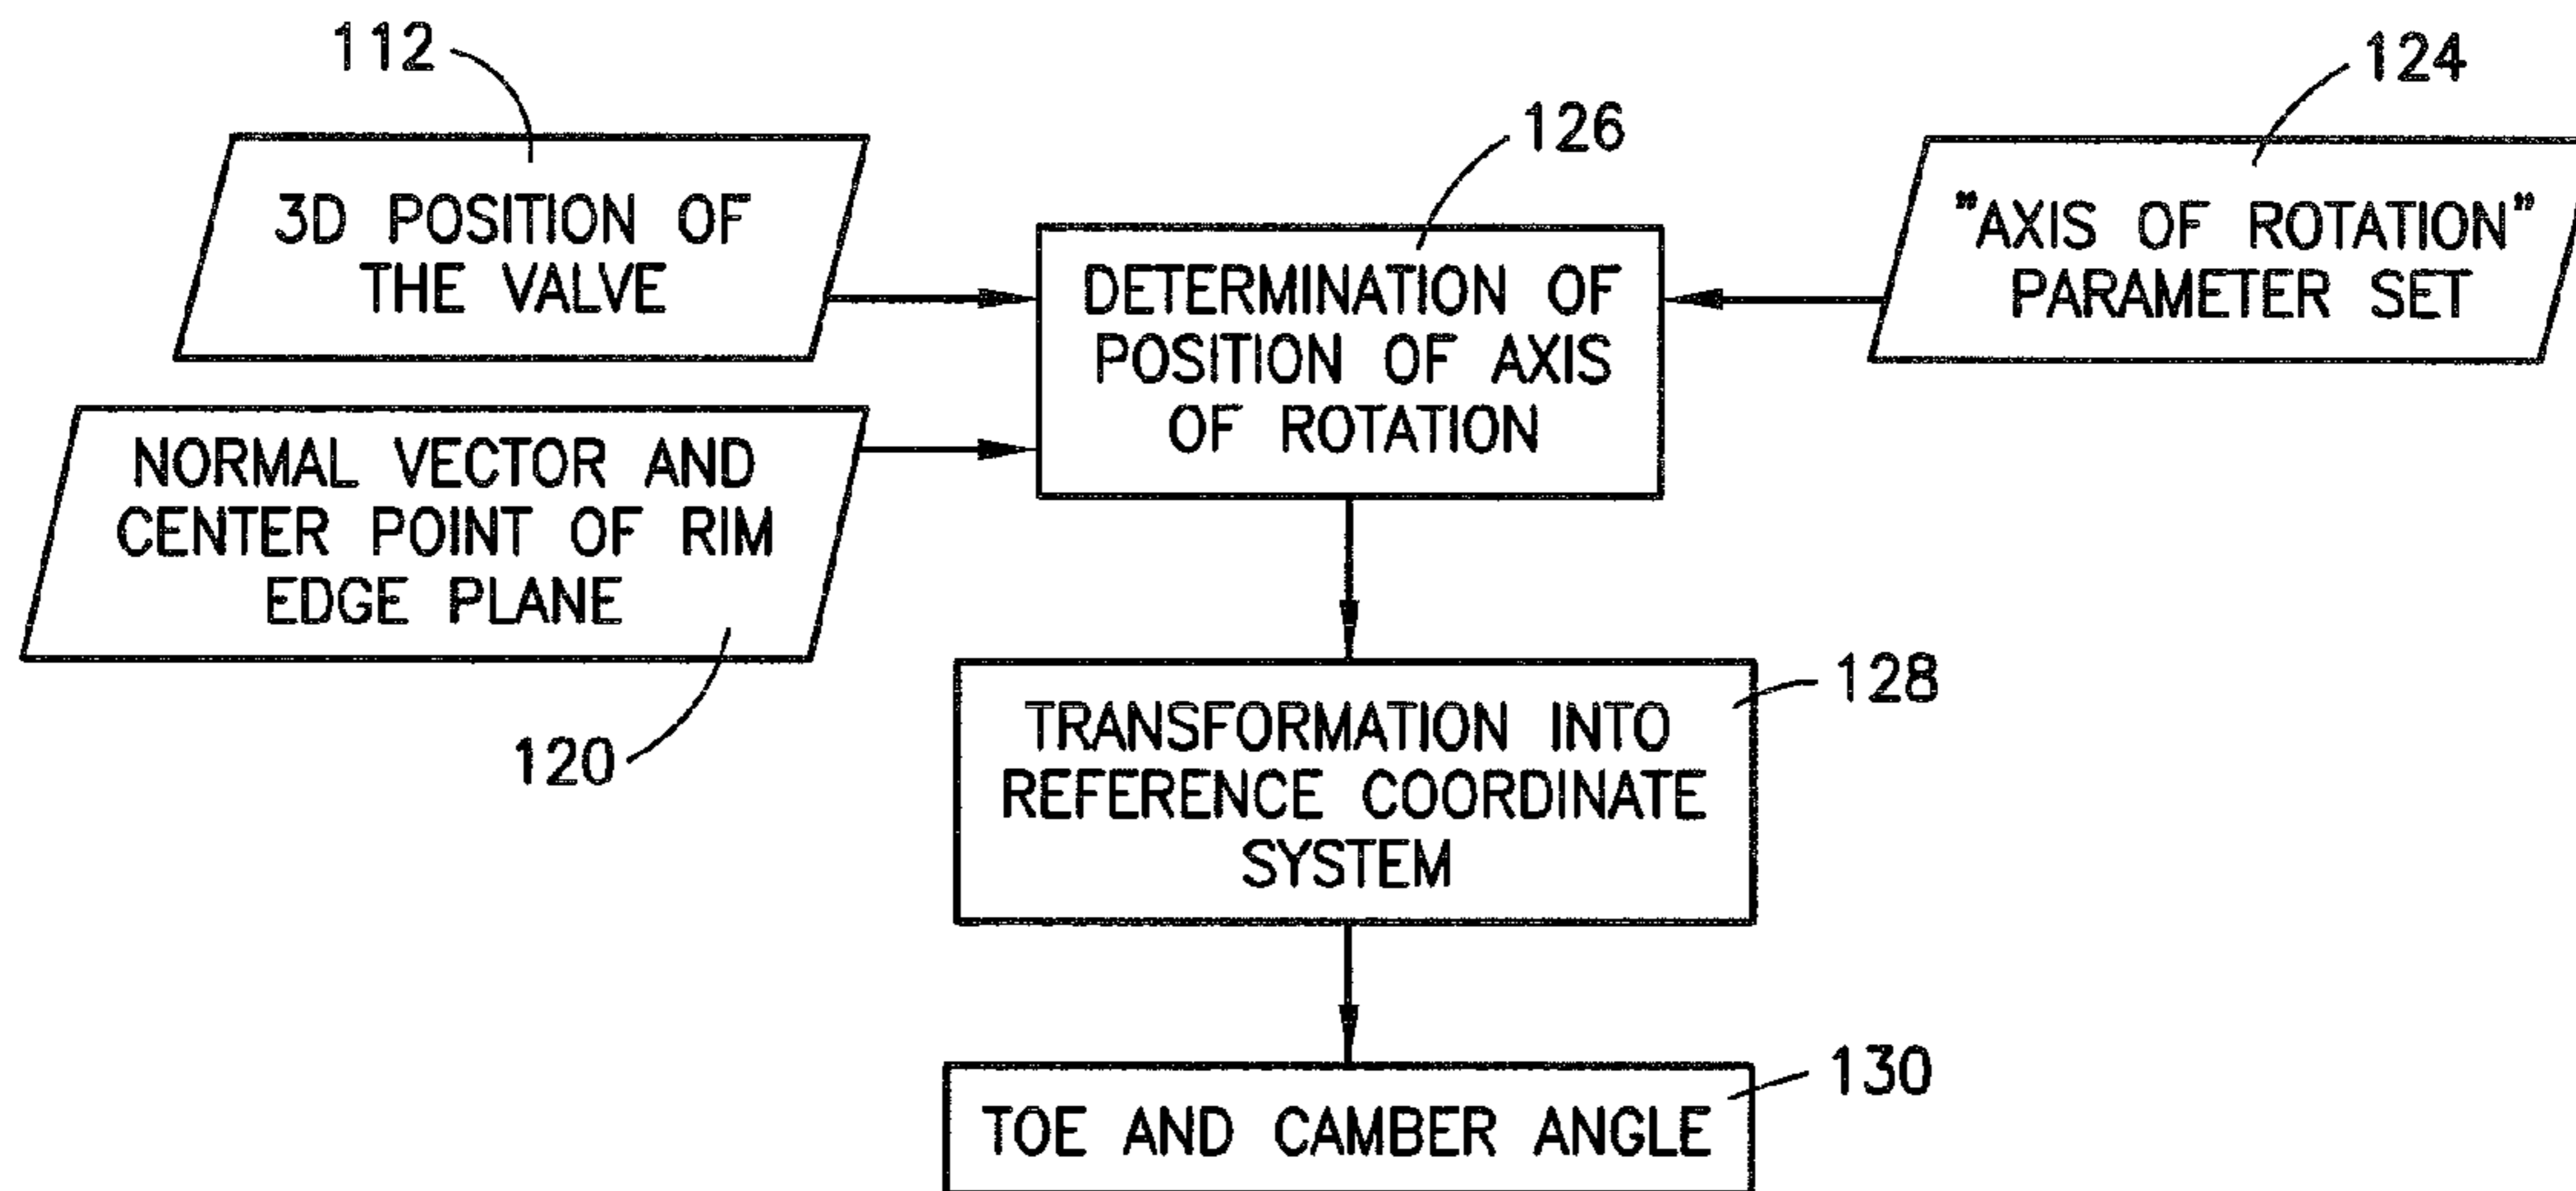 112
3D POSITION OF
THE VALVE
126
DETERMINATION OF
POSITION OF AXIS
OF ROTATION
124
"AXIS OF ROTATION"
PARAMETER SET
NORMAL VECTOR AND
CENTER POINT OF RIM
EDGE PLANE
120
128
TRANSFORMATION INTO
REFERENCE COORDINATE
SYSTEM
130
TOE AND CAMBER ANGLE